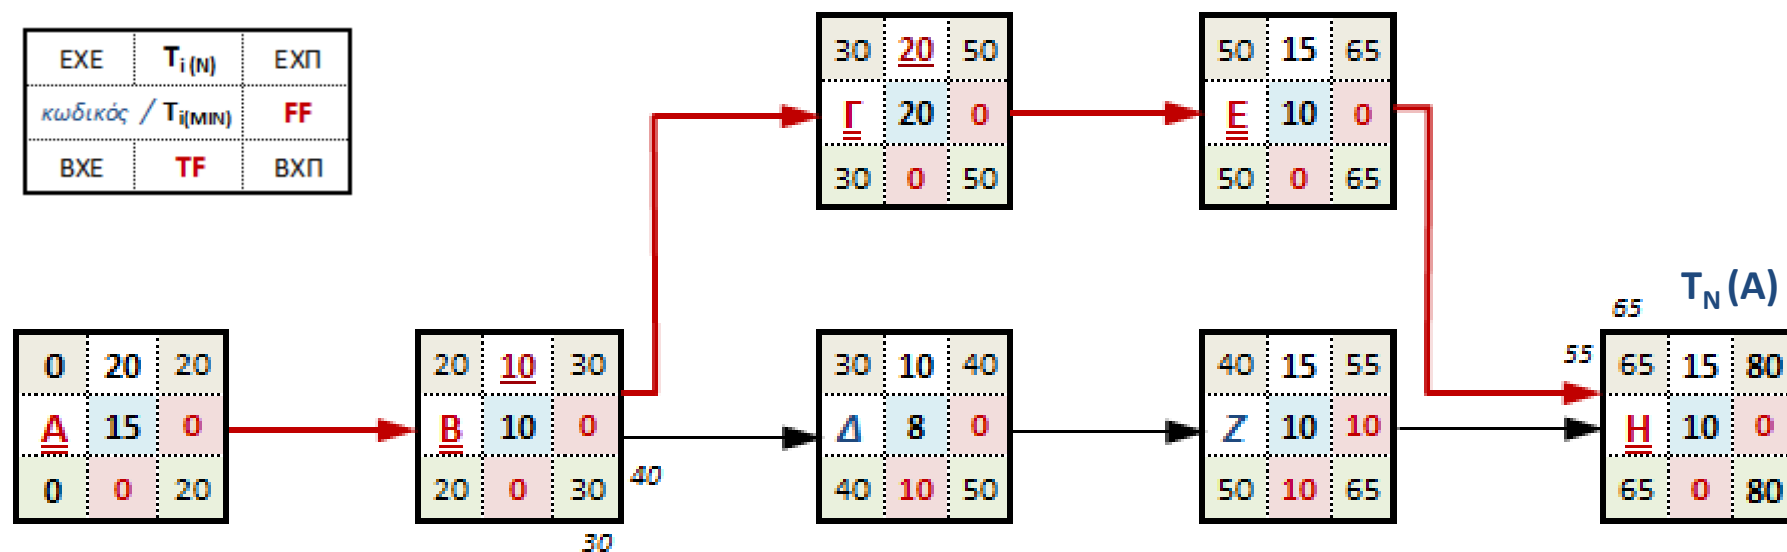 ΕΧΕ Ti (N) ΕΧΠ
κωδικός / Ti(MIN) FF
ΒΧΕ TF ΒΧΠ
30 20 50
Γ 20 0
30 0 50
50 15 65
Ε 10 0
50 0 65
0 20 20
Α 15 0
0 0 20
20 10 30
Β 10 0
20 0 30
40
30
30 10 40
Δ 8 0
40 10 50
40 15 55
Ζ 10 10
50 10 65
TN (A)
65
55
65 15 80
Η 10 0
65 0 80